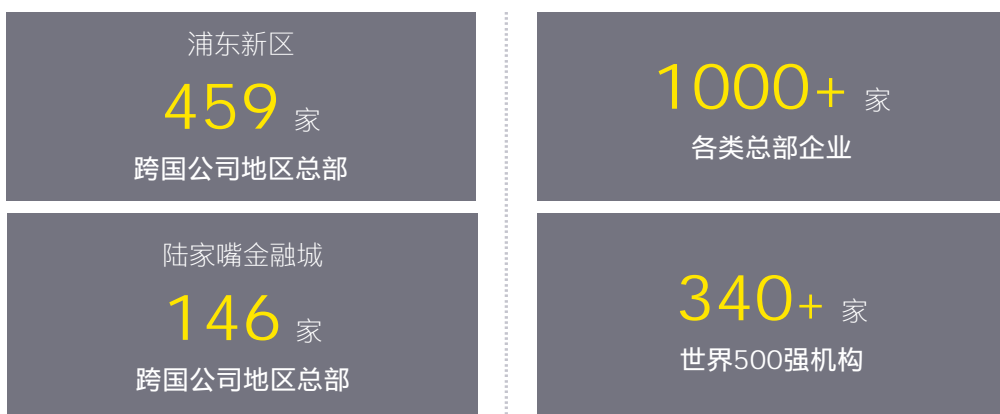 浦东新区
459 家
跨国公司地区总部
1000+ 家
各类总部企业
陆家嘴金融城
146 家
跨国公司地区总部
340+ 家
世界500强机构